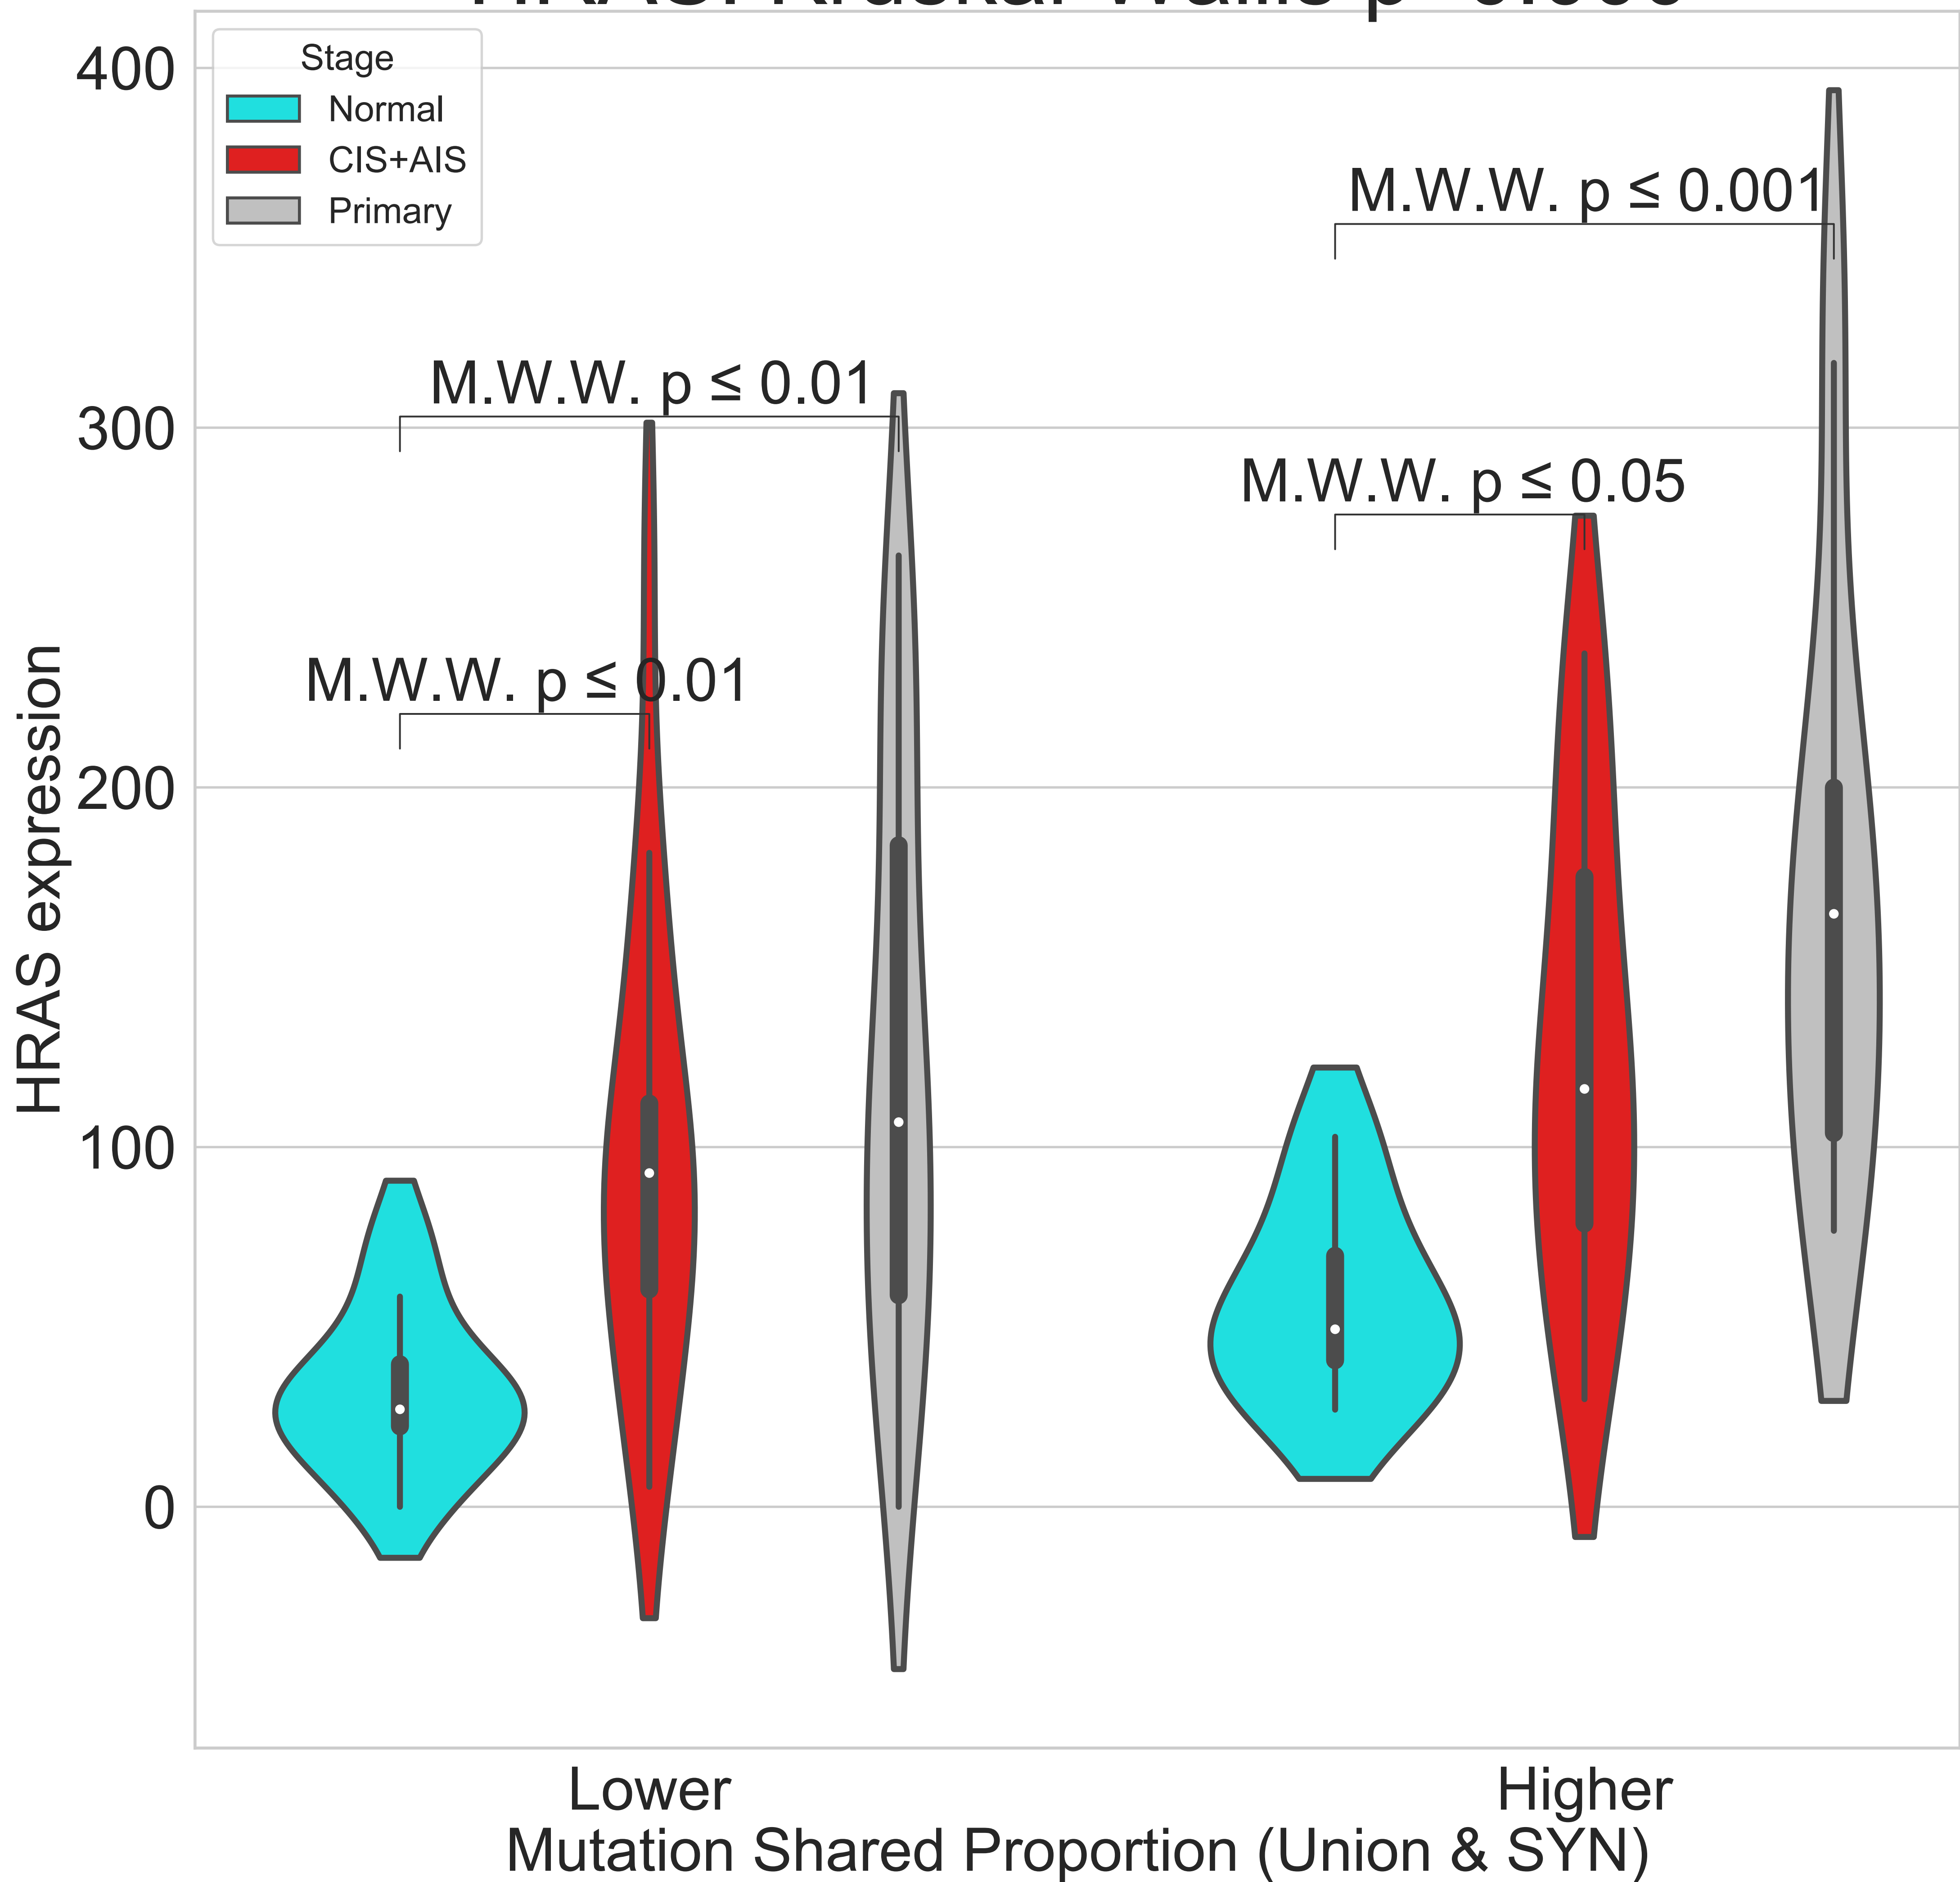 Stage
Normal
CIS+AIS
Primary
400
300
200
100
0
HRAS expression
M.W.W. p ≤ 0.001
M.W.W. p ≤ 0.01
M.W.W. p ≤ 0.05
M.W.W. p ≤ 0.01
Lower
Higher
Mutation Shared Proportion (Union & SYN)